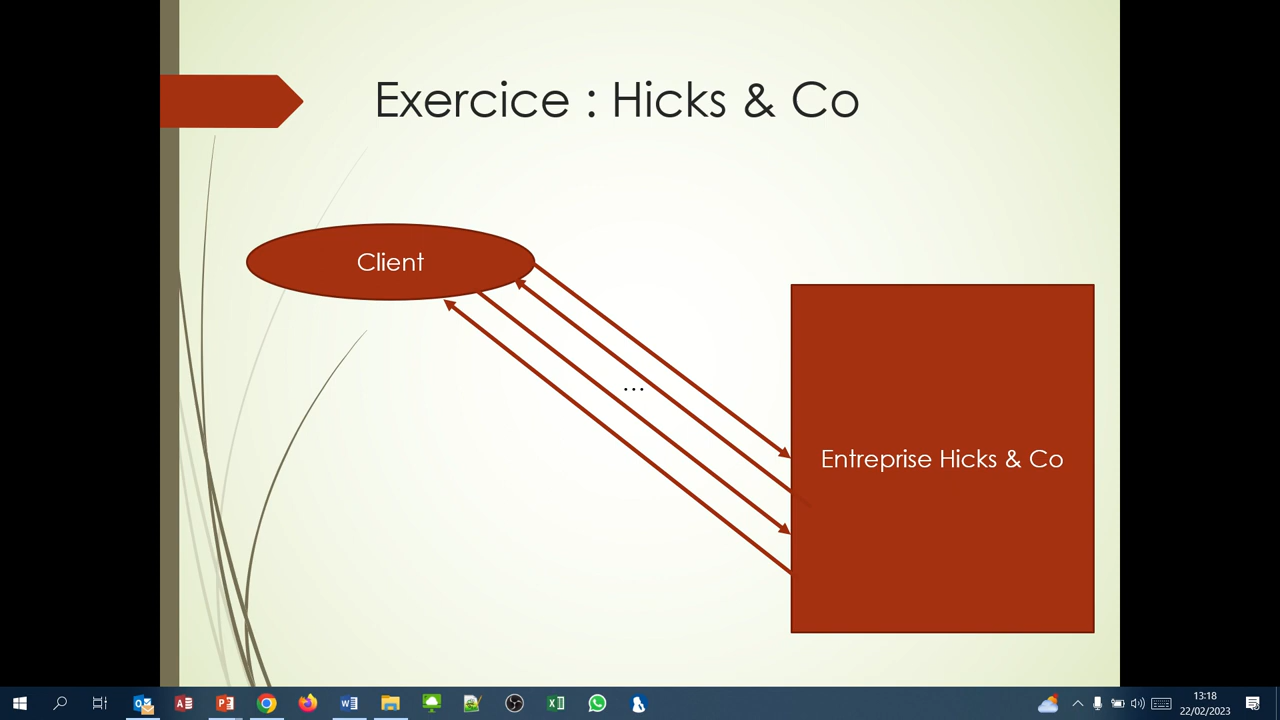 Exercice : Hicks & Co
Client
...
Entreprise Hicks & Co
13:18
22/02/2023